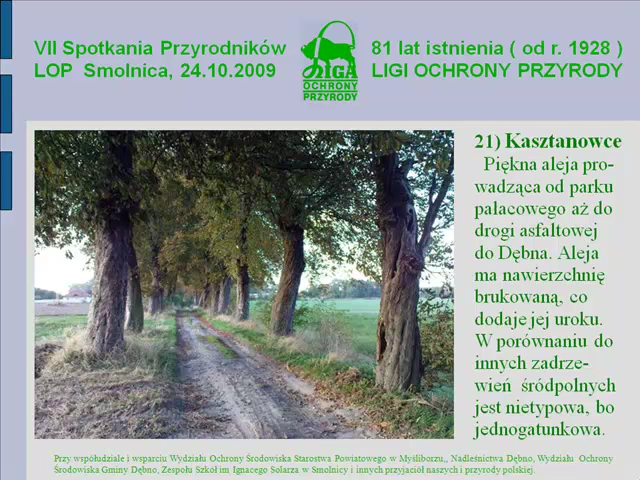 VII Spotkania Przyrodników
LOP Smolnica, 24.10.2009
LIGA
OCHRONY
PRZYRODY
81 lat istnienia ( od r. 1928 )
LIGI OCHRONY PRZYRODY
21) Kasztanowce
Piękna aleja pro-
wadząca od parku
pałacowego aż do
drogi asfaltowej
do Dębna. Aleja
ma nawierzchnię
brukowaną, co
dodaje jej uroku.
W porównaniu do
innych zadrze-
wień śródpolnych
jest nietypowa, bo
jednogatunkowa.
Przy współudziale i wsparciu Wydziału Ochrony Środowiska Starostwa Powiatowego w Myśliborzu,, Nadleśnictwa Dębno, Wydziału Ochrony
Środowiska Gminy Dębno, Zespołu Szkół im Ignacego Solarza w Smolnicy i innych przyjaciół naszych i przyrody polskiej.